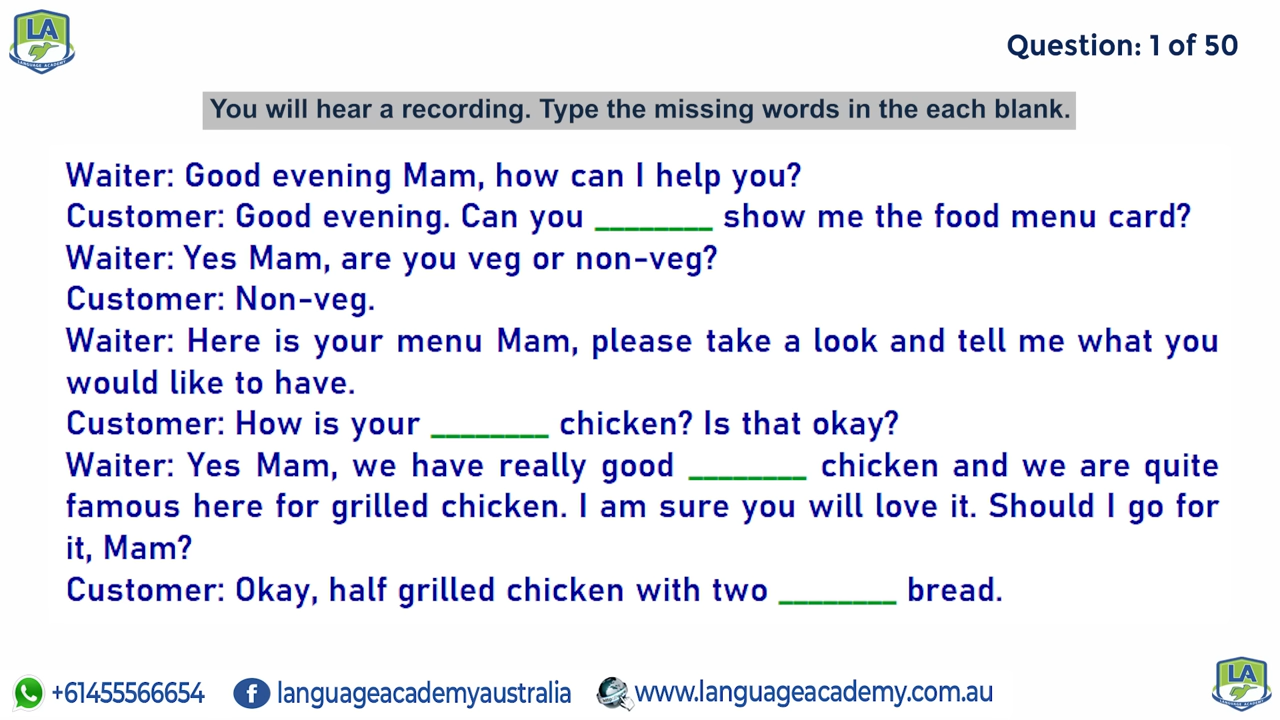 LA
LANGUAGE ACADEMY
Question: 1 of 50
You will hear a recording. Type the missing words in the each blank.
Waiter: Good evening Mam, how can I help you?
Customer: Good evening. Can you ________ show me the food menu card?
Waiter: Yes Mam, are you veg or non-veg?
Customer: Non-veg.
Waiter: Here is your menu Mam, please take a look and tell me what you
would like to have.
Customer: How is your ________ chicken? Is that okay?
Waiter: Yes Mam, we have really good ________ chicken and we are quite
famous here for grilled chicken. I am sure you will love it. Should I go for
it, Mam?
Customer: Okay, half grilled chicken with two ________ bread.
+61455566654 languageacademyaustralia www.languageacademy.com.au
LA
LANGUAGE ACADEMY